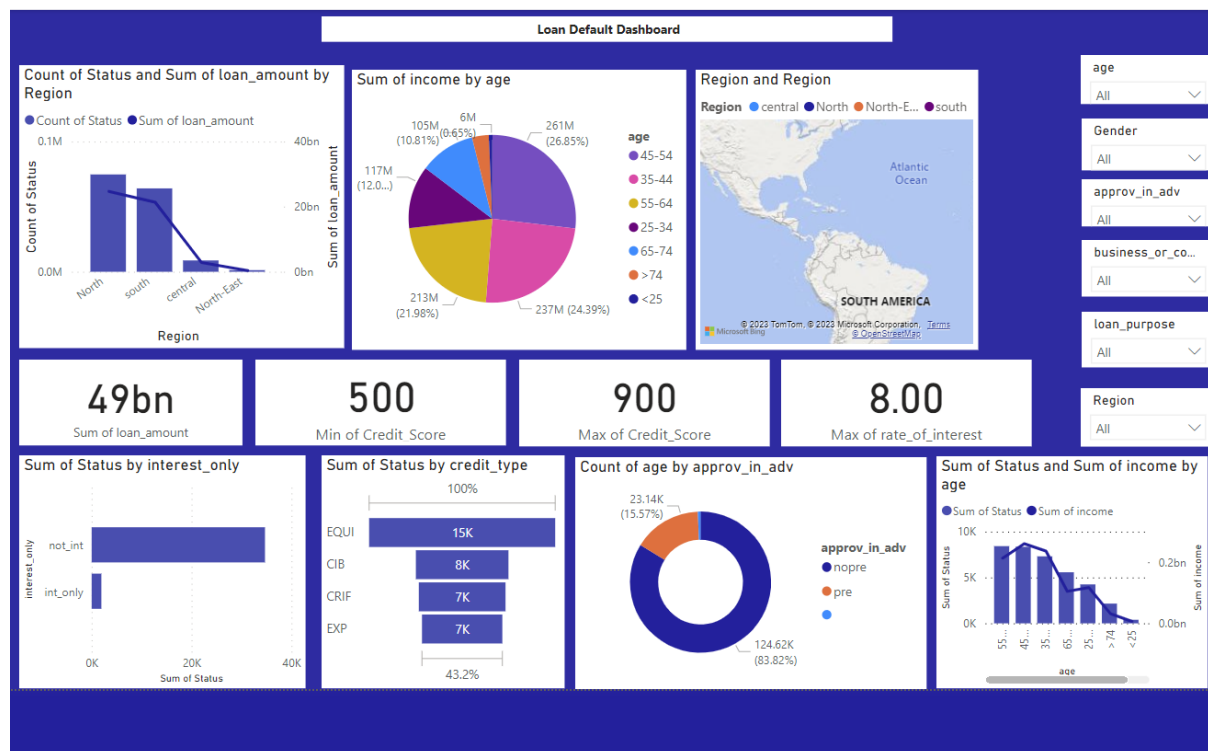 Loan Default Dashboard
Count of Status and Sum of loan_amount by
Region
Count of Status Sum of loan_amount
0.1M
40bn
20bn
0.0M
0bn
Count of Status
Sum of loan_amount
North
south
central
North-East
Region
Sum of income by age
6M
(0.65%)
105M
(10.81%)
261M
(26.85%)
117M
(12.0...)
213M
(21.98%)
237M (24.39%)
age
45-54
35-44
55-64
25-34
65-74
>74
<25
Region and Region
Region central North North-E... south
Atlantic
Ocean
SOUTH AMERICA
© 2023 TomTom, © 2023 Microsoft Corporation, Terms
© OpenStreetMap
Microsoft Bing
age
All
Gender
All
approv_in_adv
All
business_or_co...
All
loan_purpose
All
Region
All
49bn
Sum of loan_amount
500
Min of Credit_Score
900
Max of Credit_Score
8.00
Max of rate_of_interest
Sum of Status by interest_only
interest_only
not_int
int_only
0K
20K
40K
Sum of Status
Sum of Status by credit_type
100%
EQUI
15K
CIB
8K
CRIF
7K
EXP
7K
43.2%
Count of age by approv_in_adv
23.14K
(15.57%)
124.62K
(83.82%)
approv_in_adv
nopre
pre
Sum of Status and Sum of income by
age
Sum of Status Sum of income
10K
5K
0K
0.2bn
0.0bn
Sum of Status
Sum of income
55...
45...
35...
65...
25...
>74
<25
age